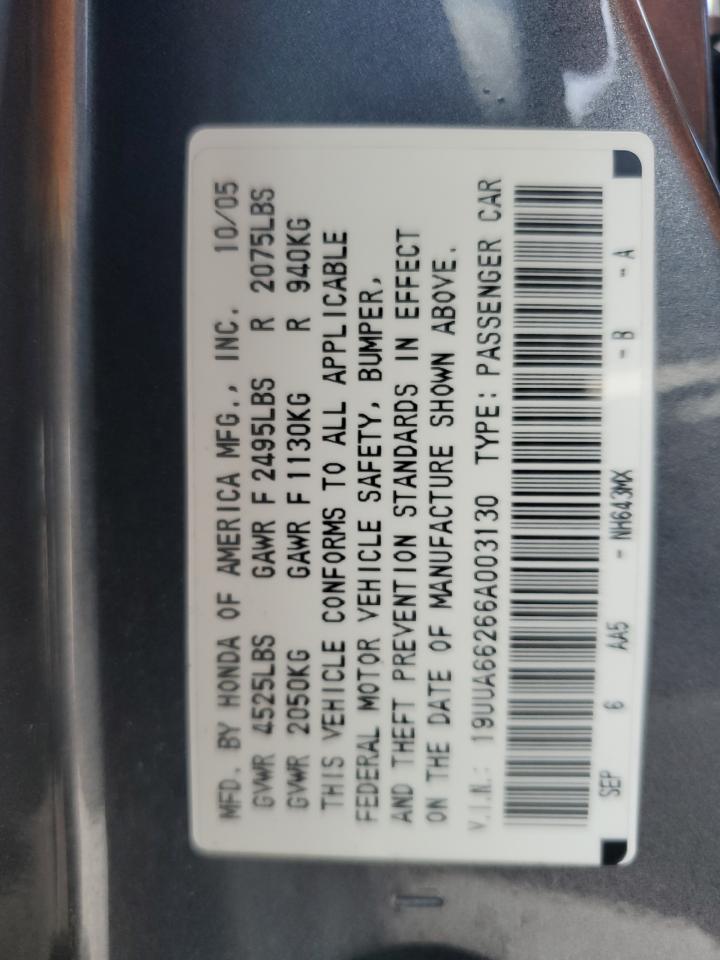 MFD. BY HONDA OF AMERICA MFG., INC. 10/05
GVWR 4525LBS GAWR F 2495LBS R 2075LBS
GVWR 2050KG GAWR F 1130KG R 940KG
THIS VEHICLE CONFORMS TO ALL APPLICABLE
FEDERAL MOTOR VEHICLE SAFETY, BUMPER,
AND THEFT PREVENTION STANDARDS IN EFFECT
ON THE DATE OF MANUFACTURE SHOWN ABOVE.
V.I.N.: 19UUA66266A003130 TYPE: PASSENGER CAR
SEP 6 AA5 - NH643MX - B - A